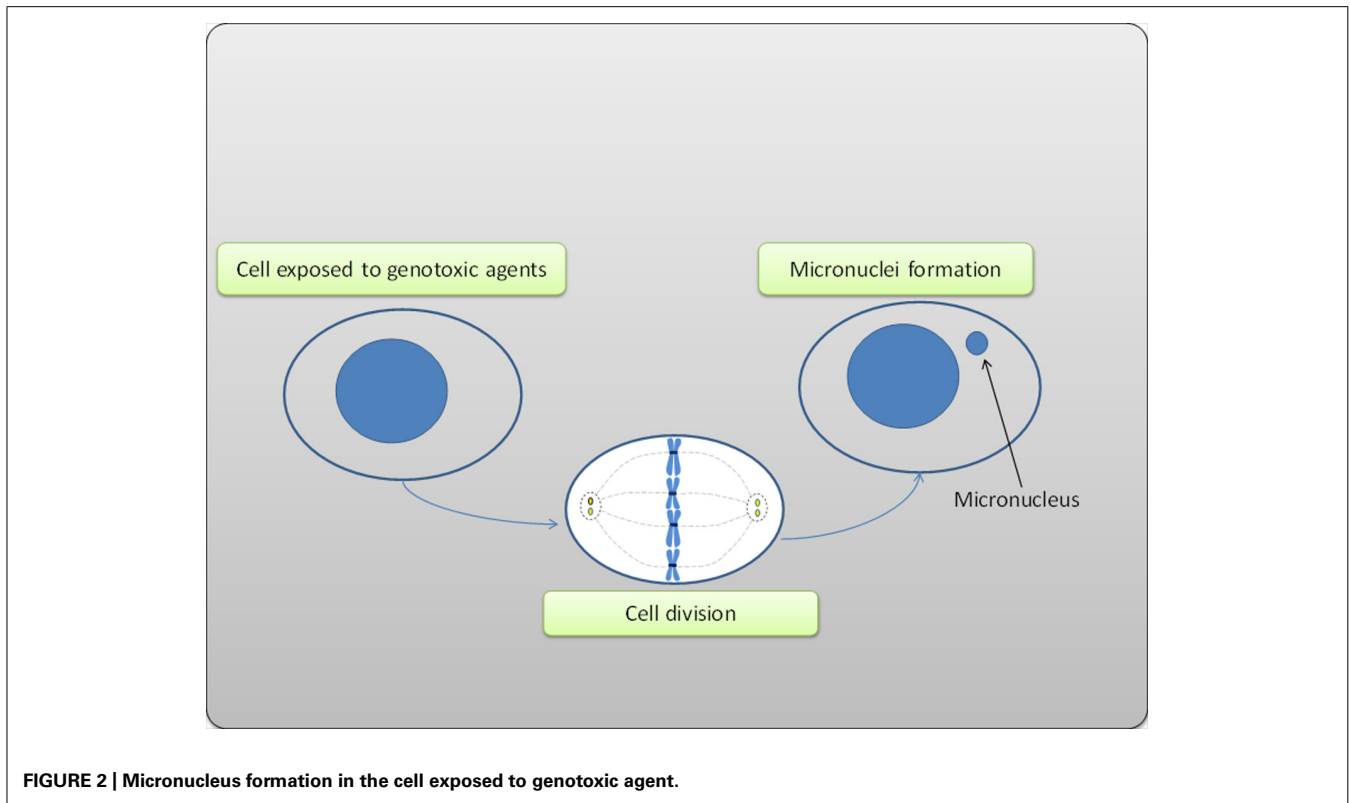 Cell exposed to genotoxic agents
Micronuclei formation
Micronucleus
Cell division
FIGURE 2 | Micronucleus formation in the cell exposed to genotoxic agent.